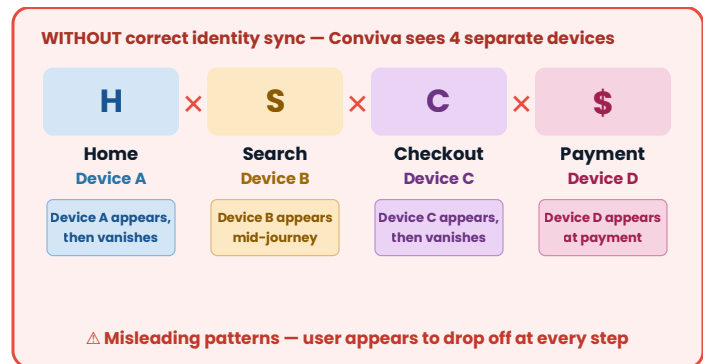 WITHOUT correct identity sync — Conviva sees 4 separate devices
H
S
C
$
Home
Search
Checkout
Payment
Device A
Device B
Device C
Device D
Device A appears,
then vanishes
Device B appears
mid-journey
Device C appears,
then vanishes
Device D appears
at payment
⚠ Misleading patterns — user appears to drop off at every step